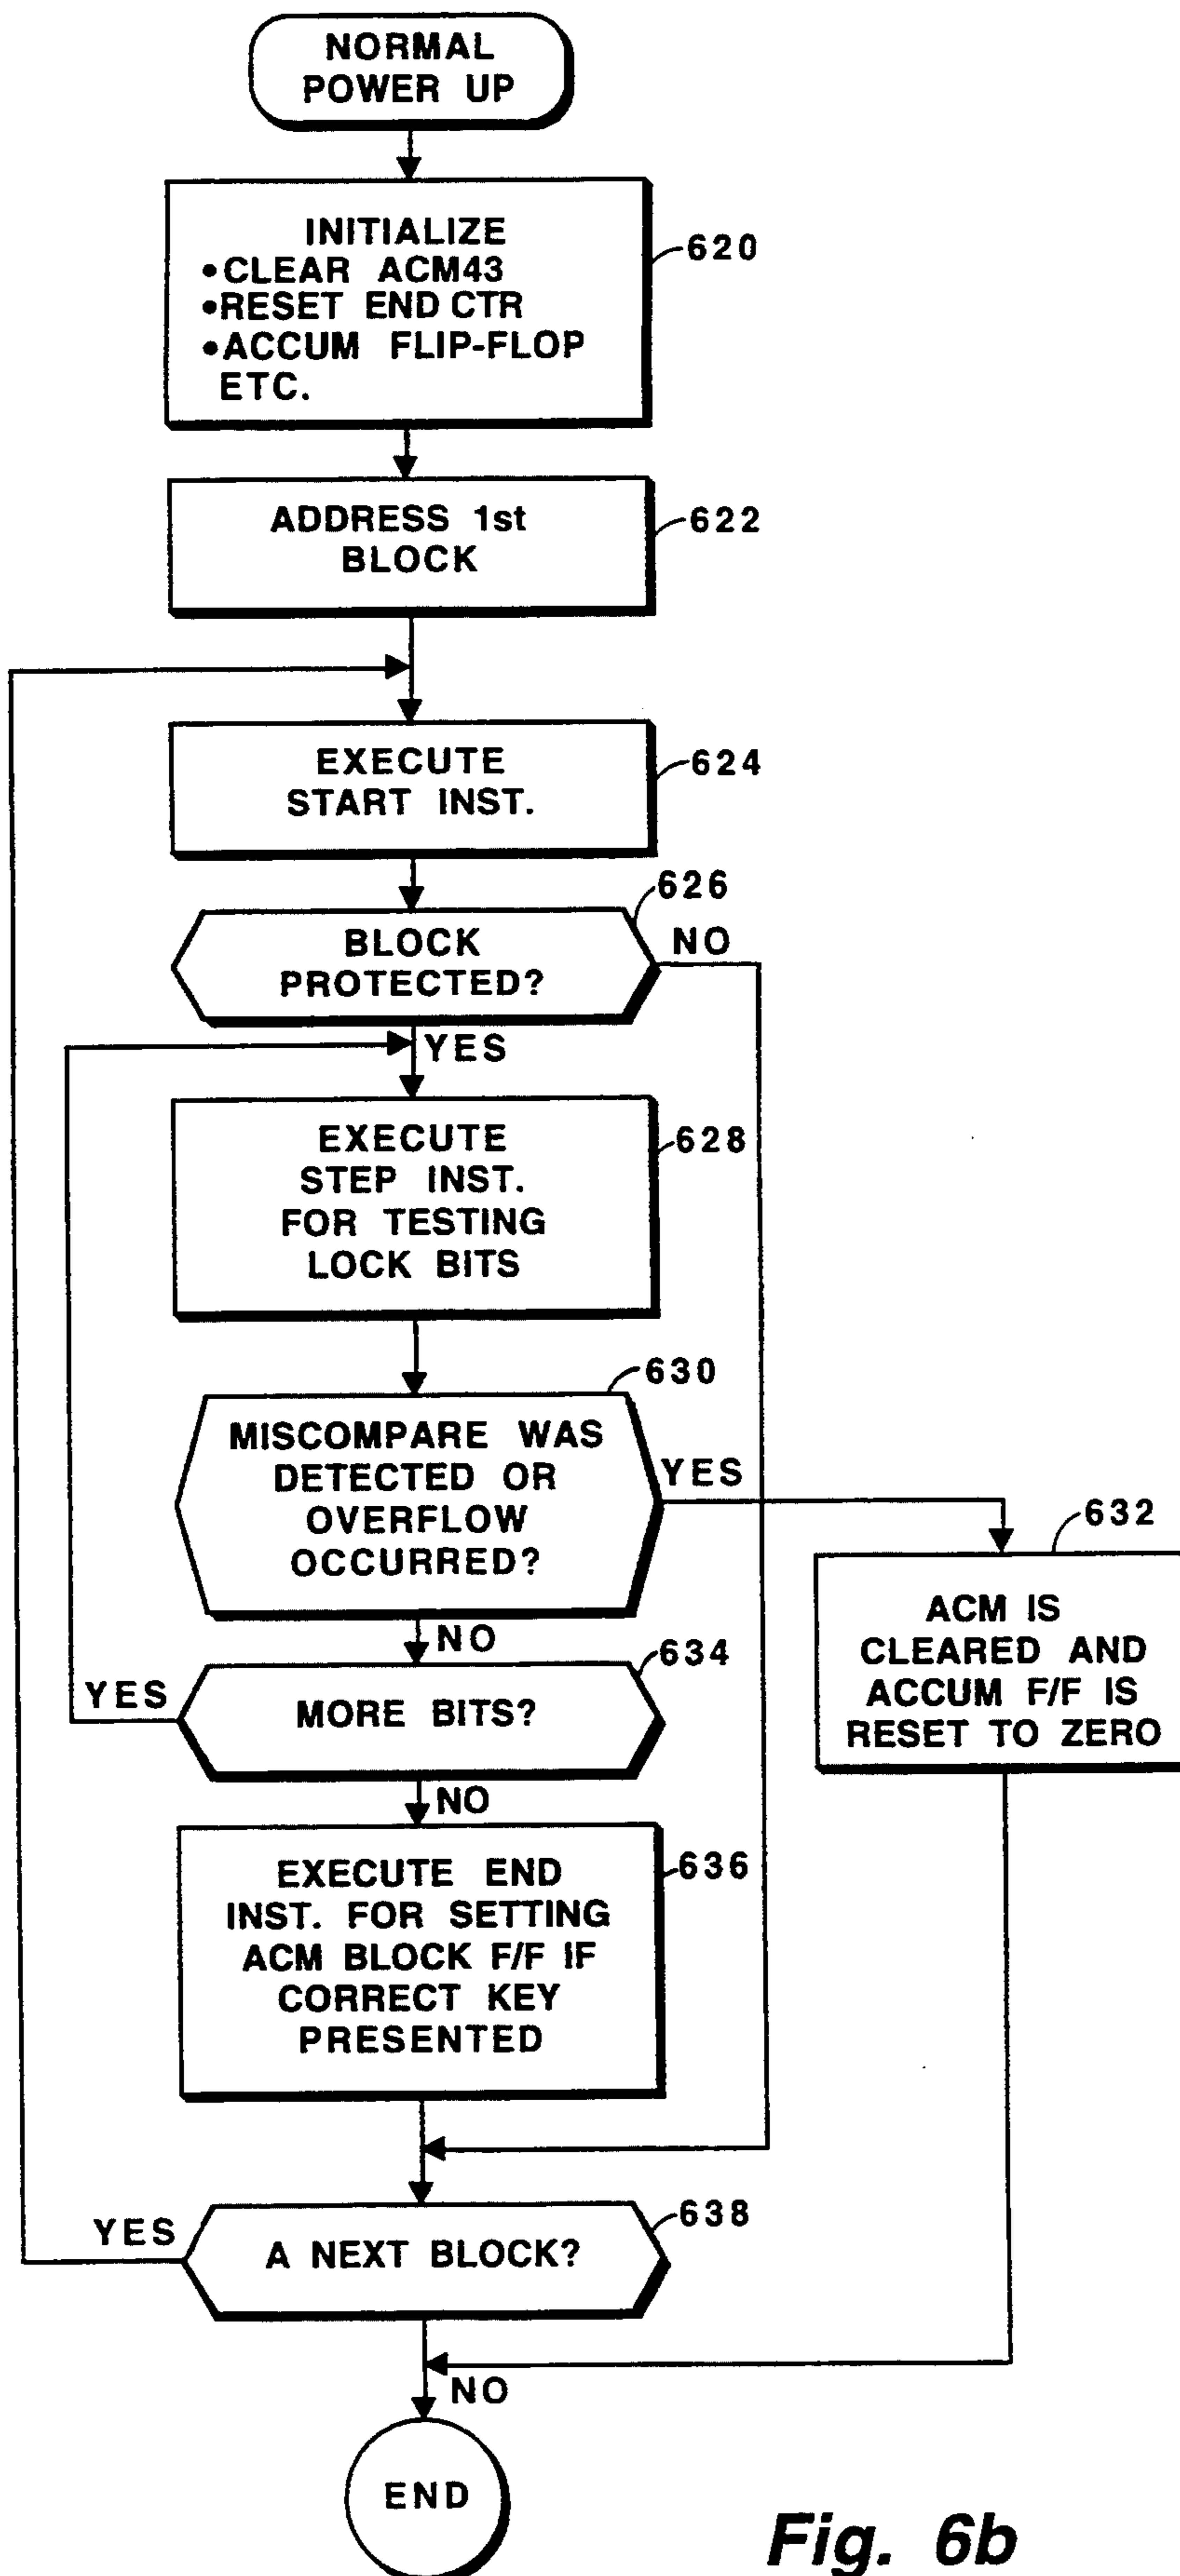 NORMAL
POWER UP
INITIALIZE
•CLEAR ACM43
•RESET END CTR
•ACCUM FLIP-FLOP
ETC.
620
ADDRESS 1st
BLOCK
622
EXECUTE
START INST.
624
626
BLOCK
PROTECTED?
NO
YES
EXECUTE
STEP INST.
FOR TESTING
LOCK BITS
628
630
MISCOMPARE WAS
DETECTED OR
OVERFLOW
OCCURRED?
YES
632
ACM IS
CLEARED AND
ACCUM F/F IS
RESET TO ZERO
NO
634
YES
MORE BITS?
NO
EXECUTE END
INST. FOR SETTING
ACM BLOCK F/F IF
CORRECT KEY
PRESENTED
636
638
YES
A NEXT BLOCK?
NO
END
Fig. 6b